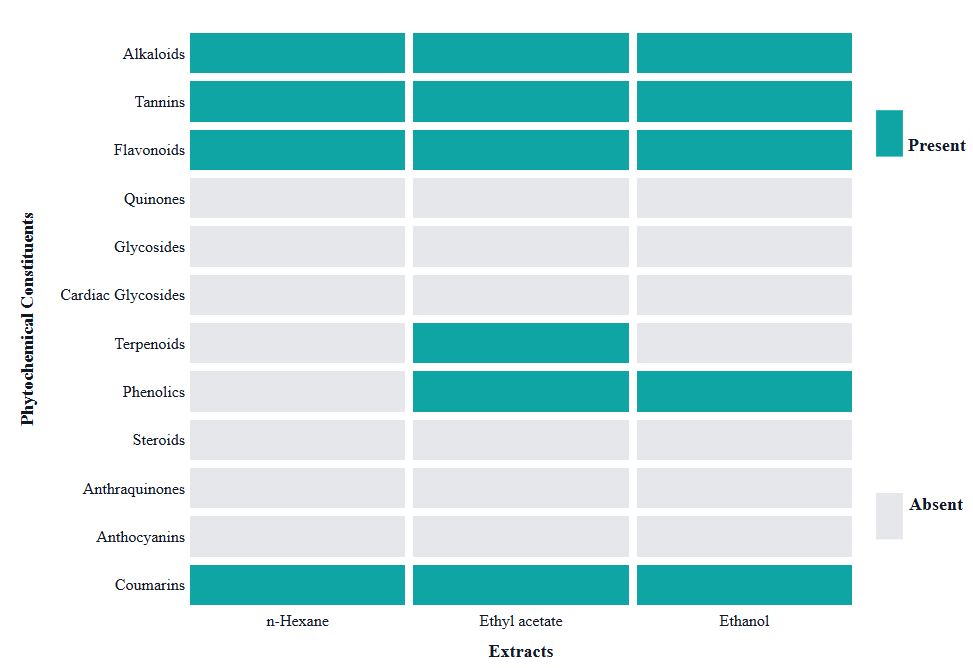 Alkaloids
Tannins
Flavonoids
Quinones
Glycosides
Cardiac Glycosides
Terpenoids
Phenolics
Steroids
Anthraquinones
Anthocyanins
Coumarins
Phytochemical Constituents
n-Hexane
Ethyl acetate
Ethanol
Extracts
Present
Absent